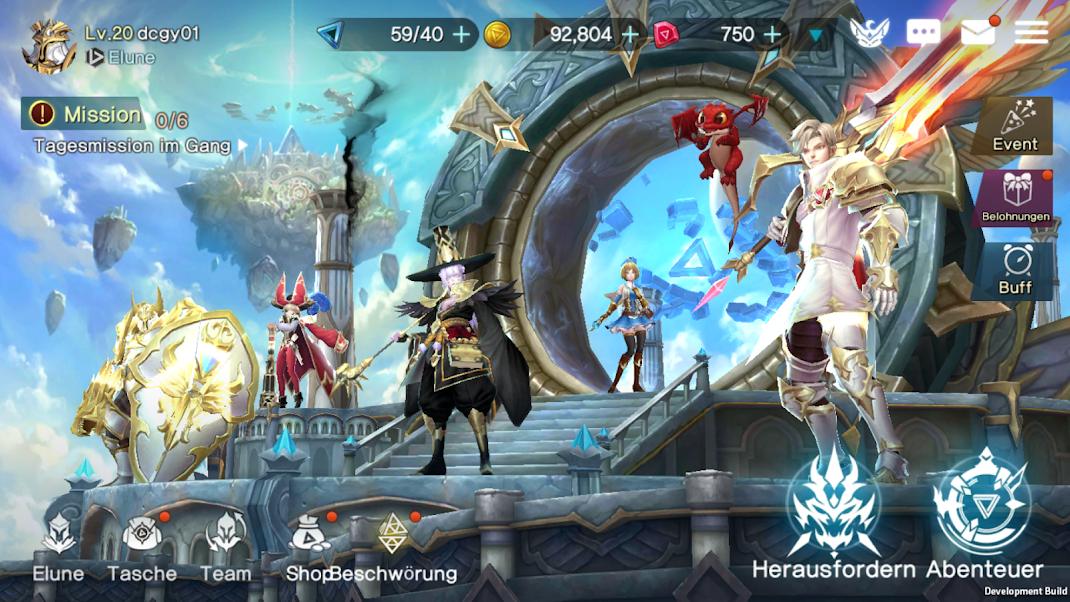 Lv.20 dcgy01
Elune
59/40 +
92,804 +
750 +
! Mission 0/6
Tagesmission im Gang
Event
Belohnungen
Buff
Elune
Tasche
Team
Shop
Beschwörung
Herausfordern
Abenteuer
Development Build